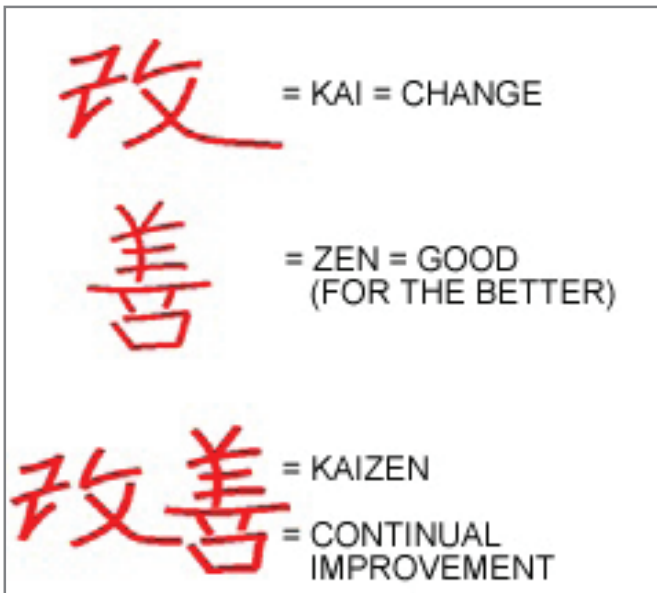 改 = KAI = CHANGE
善 = ZEN = GOOD
(FOR THE BETTER)
改善 = KAIZEN
= CONTINUAL
IMPROVEMENT